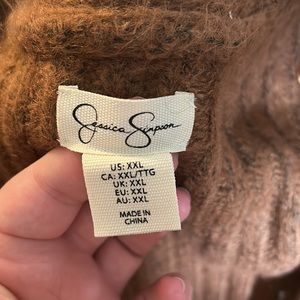 Jessica Simpson
US: XXL
CA: XXL/TTG
UK: XXL
EU: XXL
AU: XXL
MADE IN
CHINA